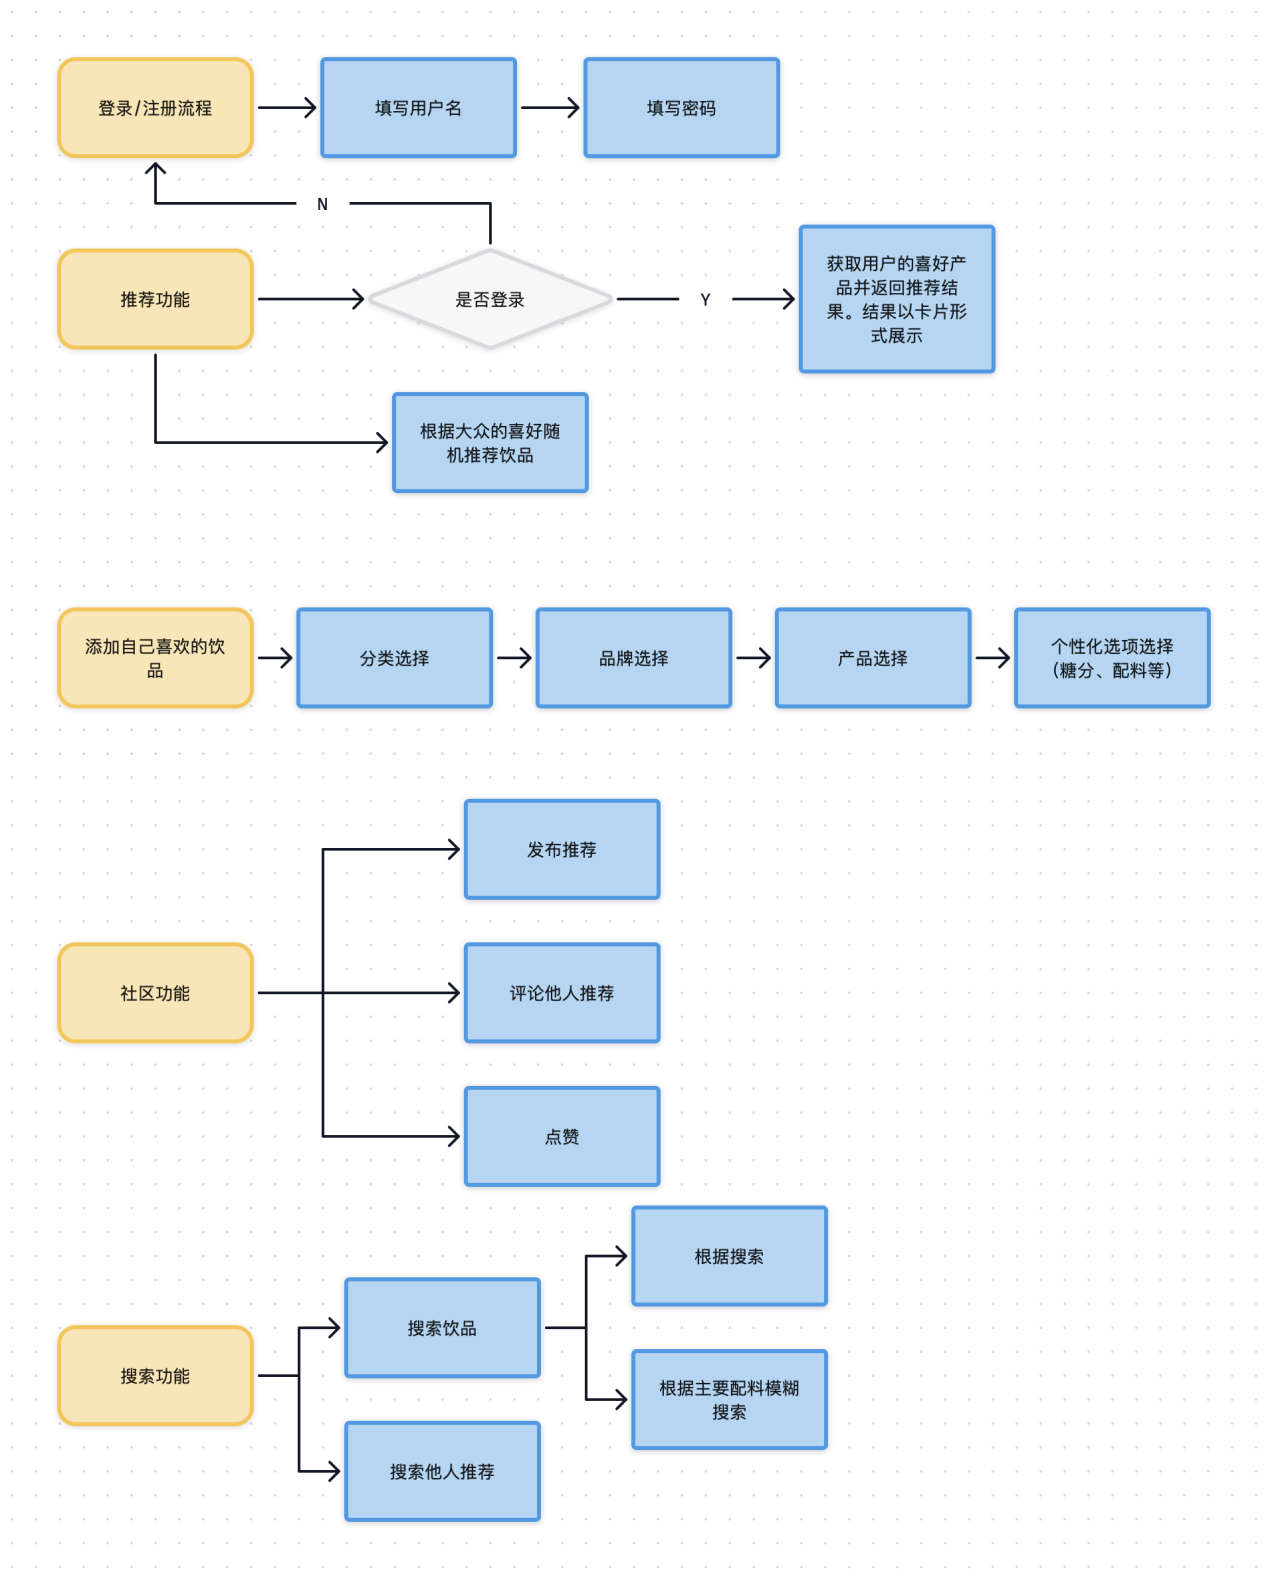 登录/注册流程
填写用户名
填写密码
N
推荐功能
是否登录
Y
获取用户的喜好产
品并返回推荐结
果。结果以卡片形
式展示
根据大众的喜好随
机推荐饮品
添加自己喜欢的饮
品
分类选择
品牌选择
产品选择
个性化选项选择
（糖分、配料等）
发布推荐
社区功能
评论他人推荐
点赞
搜索功能
搜索饮品
根据搜索
根据主要配料模糊
搜索
搜索他人推荐